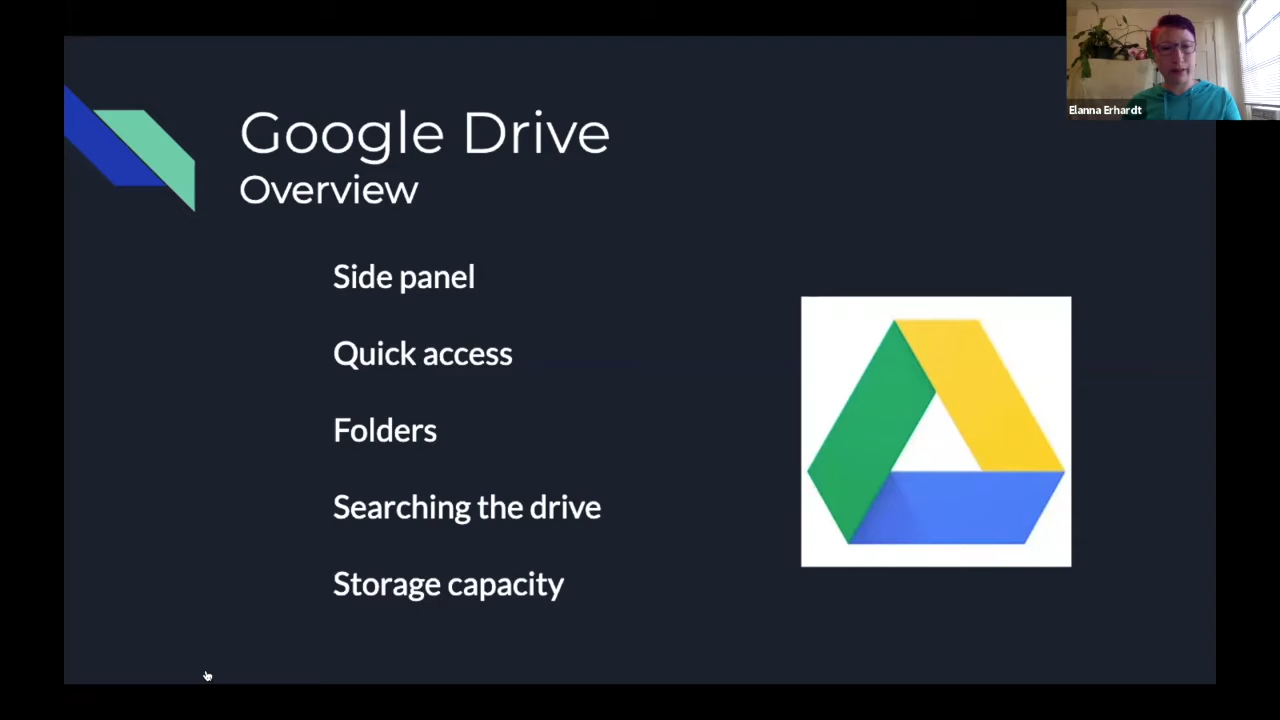 Google Drive
Overview
Side panel
Quick access
Folders
Searching the drive
Storage capacity
Elanna Erhardt